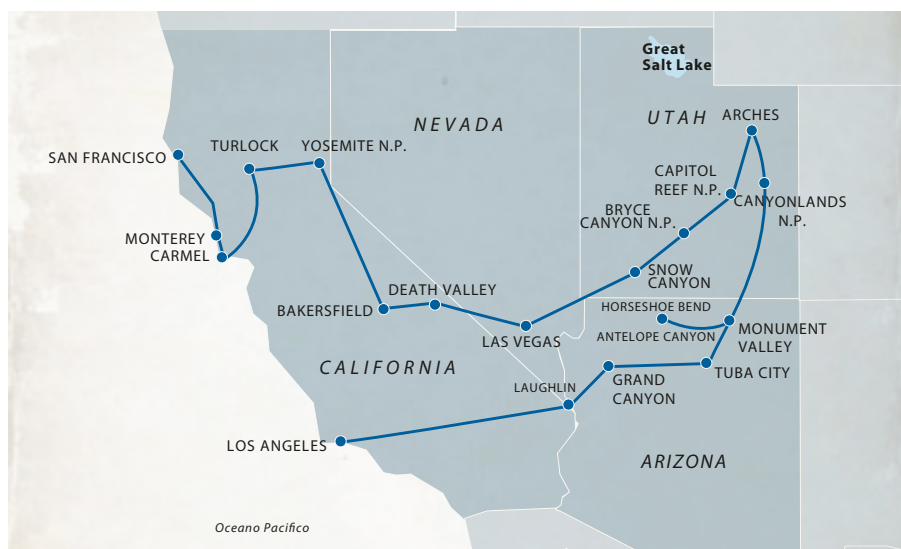 Great
Salt Lake
NEVADA
UTAH
ARCHES
SAN FRANCISCO
TURLOCK
YOSEMITE N.P.
CAPITOL
REEF N.P.
CANYONLANDS
N.P.
BRYCE
CANYON N.P.
MONTEREY
CARMEL
SNOW
CANYON
DEATH VALLEY
BAKERSFIELD
HORSESHOE BEND
ANTELOPE CANYON
MONUMENT
VALLEY
LAS VEGAS
CALIFORNIA
TUBA CITY
GRAND
CANYON
LAUGHLIN
LOS ANGELES
ARIZONA
Oceano Pacifico